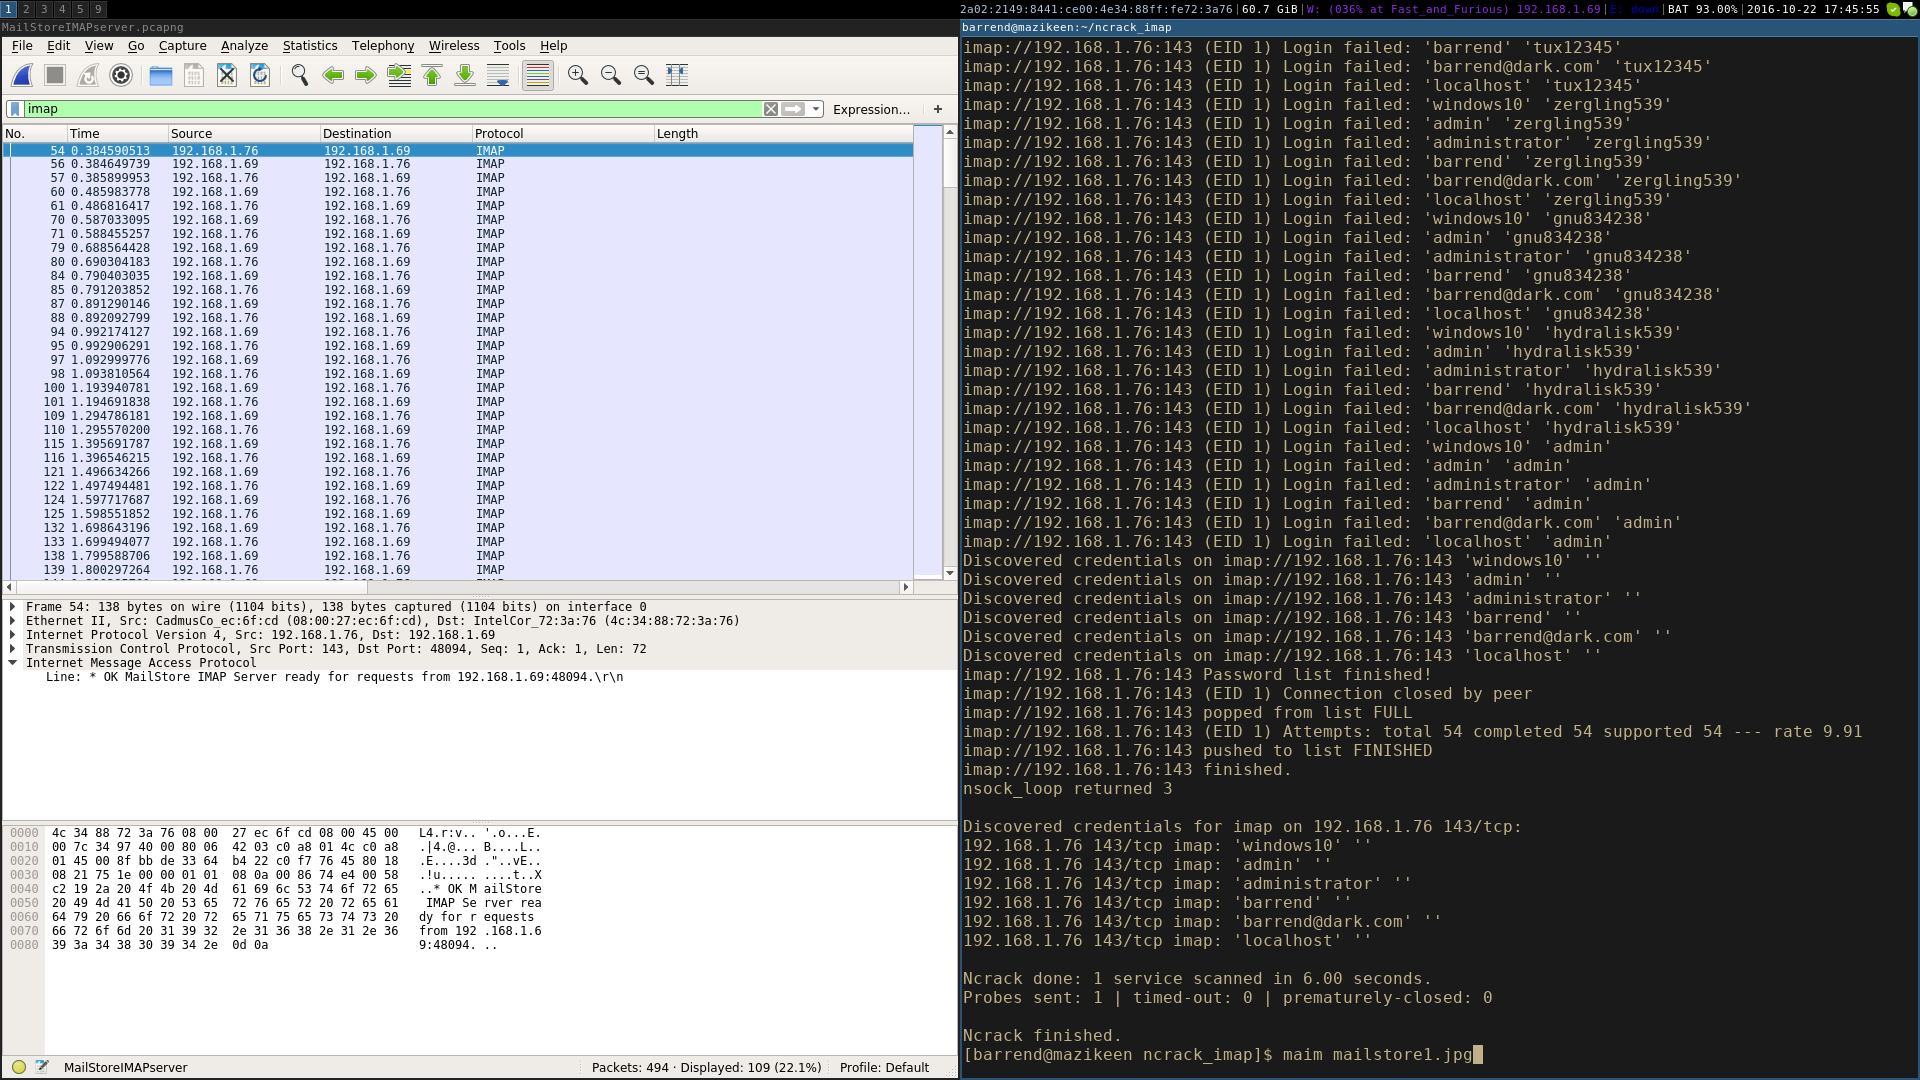 1 2 3 4 5 9
2a02:2149:8441:ce00:4e34:88ff:fe72:3a76|60.7 GiB|W: (036% at Fast_and_Furious) 192.168.1.69|E: down|BAT 93.00%|2016-10-22 17:45:55
MailStoreIMAPserver.pcapng
File Edit View Go Capture Analyze Statistics Telephony Wireless Tools Help
imap Expression... +
No. Time Source Destination Protocol Length
54 0.384590513 192.168.1.76 192.168.1.69 IMAP
56 0.384649739 192.168.1.69 192.168.1.76 IMAP
57 0.385899953 192.168.1.76 192.168.1.69 IMAP
60 0.485983778 192.168.1.69 192.168.1.76 IMAP
61 0.486816417 192.168.1.76 192.168.1.69 IMAP
70 0.587033095 192.168.1.69 192.168.1.76 IMAP
71 0.588455257 192.168.1.76 192.168.1.69 IMAP
79 0.688564428 192.168.1.69 192.168.1.76 IMAP
80 0.690304183 192.168.1.76 192.168.1.69 IMAP
84 0.790403035 192.168.1.69 192.168.1.76 IMAP
85 0.791203852 192.168.1.76 192.168.1.69 IMAP
87 0.891290146 192.168.1.69 192.168.1.76 IMAP
88 0.892092799 192.168.1.76 192.168.1.69 IMAP
94 0.992174127 192.168.1.69 192.168.1.76 IMAP
95 0.992906291 192.168.1.76 192.168.1.69 IMAP
97 1.092999776 192.168.1.69 192.168.1.76 IMAP
98 1.093810564 192.168.1.76 192.168.1.69 IMAP
100 1.193940781 192.168.1.69 192.168.1.76 IMAP
101 1.194691838 192.168.1.76 192.168.1.69 IMAP
109 1.294786181 192.168.1.69 192.168.1.76 IMAP
110 1.295570200 192.168.1.76 192.168.1.69 IMAP
115 1.395691787 192.168.1.69 192.168.1.76 IMAP
116 1.396546215 192.168.1.76 192.168.1.69 IMAP
121 1.496634266 192.168.1.69 192.168.1.76 IMAP
122 1.497494481 192.168.1.76 192.168.1.69 IMAP
124 1.597717687 192.168.1.69 192.168.1.76 IMAP
125 1.598551852 192.168.1.76 192.168.1.69 IMAP
132 1.698643196 192.168.1.69 192.168.1.76 IMAP
133 1.699494077 192.168.1.76 192.168.1.69 IMAP
138 1.799588706 192.168.1.69 192.168.1.76 IMAP
139 1.800297264 192.168.1.76 192.168.1.69 IMAP
Frame 54: 138 bytes on wire (1104 bits), 138 bytes captured (1104 bits) on interface 0
Ethernet II, Src: CadmusCo_ec:6f:cd (08:00:27:ec:6f:cd), Dst: IntelCor_72:3a:76 (4c:34:88:72:3a:76)
Internet Protocol Version 4, Src: 192.168.1.76, Dst: 192.168.1.69
Transmission Control Protocol, Src Port: 143, Dst Port: 48094, Seq: 1, Ack: 1, Len: 72
Internet Message Access Protocol
Line: * OK MailStore IMAP Server ready for requests from 192.168.1.69:48094.\r\n
0000 4c 34 88 72 3a 76 08 00 27 ec 6f cd 08 00 45 00 L4.r:v.. '.o...E.
0010 00 7c 34 97 40 00 80 06 42 03 c0 a8 01 4c c0 a8 .|4.@... B....L..
0020 01 45 00 8f bb de 33 64 b4 22 c0 f7 76 45 80 18 .E....3d ."..vE..
0030 08 21 75 1e 00 00 01 01 08 0a 00 86 74 e4 00 58 .!u..... ....t..X
0040 c2 19 2a 20 4f 4b 20 4d 61 69 6c 53 74 6f 72 65 ..* OK M ailStore
0050 20 49 4d 41 50 20 53 65 72 76 65 72 20 72 65 61 IMAP Se rver rea
0060 64 79 20 66 6f 72 20 72 65 71 75 65 73 74 73 20 dy for r equests
0070 66 72 6f 6d 20 31 39 32 2e 31 36 38 2e 31 2e 36 from 192 .168.1.6
0080 39 3a 34 38 30 39 34 2e 0d 0a 9:48094. ..
MailStoreIMAPserver Packets: 494 · Displayed: 109 (22.1%) Profile: Default
barrend@mazikeen:~/ncrack_imap
imap://192.168.1.76:143 (EID 1) Login failed: 'barrend' 'tux12345'
imap://192.168.1.76:143 (EID 1) Login failed: 'barrend@dark.com' 'tux12345'
imap://192.168.1.76:143 (EID 1) Login failed: 'localhost' 'tux12345'
imap://192.168.1.76:143 (EID 1) Login failed: 'windows10' 'zergling539'
imap://192.168.1.76:143 (EID 1) Login failed: 'admin' 'zergling539'
imap://192.168.1.76:143 (EID 1) Login failed: 'administrator' 'zergling539'
imap://192.168.1.76:143 (EID 1) Login failed: 'barrend' 'zergling539'
imap://192.168.1.76:143 (EID 1) Login failed: 'barrend@dark.com' 'zergling539'
imap://192.168.1.76:143 (EID 1) Login failed: 'localhost' 'zergling539'
imap://192.168.1.76:143 (EID 1) Login failed: 'windows10' 'gnu834238'
imap://192.168.1.76:143 (EID 1) Login failed: 'admin' 'gnu834238'
imap://192.168.1.76:143 (EID 1) Login failed: 'administrator' 'gnu834238'
imap://192.168.1.76:143 (EID 1) Login failed: 'barrend' 'gnu834238'
imap://192.168.1.76:143 (EID 1) Login failed: 'barrend@dark.com' 'gnu834238'
imap://192.168.1.76:143 (EID 1) Login failed: 'localhost' 'gnu834238'
imap://192.168.1.76:143 (EID 1) Login failed: 'windows10' 'hydralisk539'
imap://192.168.1.76:143 (EID 1) Login failed: 'admin' 'hydralisk539'
imap://192.168.1.76:143 (EID 1) Login failed: 'administrator' 'hydralisk539'
imap://192.168.1.76:143 (EID 1) Login failed: 'barrend' 'hydralisk539'
imap://192.168.1.76:143 (EID 1) Login failed: 'barrend@dark.com' 'hydralisk539'
imap://192.168.1.76:143 (EID 1) Login failed: 'localhost' 'hydralisk539'
imap://192.168.1.76:143 (EID 1) Login failed: 'windows10' 'admin'
imap://192.168.1.76:143 (EID 1) Login failed: 'admin' 'admin'
imap://192.168.1.76:143 (EID 1) Login failed: 'administrator' 'admin'
imap://192.168.1.76:143 (EID 1) Login failed: 'barrend' 'admin'
imap://192.168.1.76:143 (EID 1) Login failed: 'barrend@dark.com' 'admin'
imap://192.168.1.76:143 (EID 1) Login failed: 'localhost' 'admin'
Discovered credentials on imap://192.168.1.76:143 'windows10' ''
Discovered credentials on imap://192.168.1.76:143 'admin' ''
Discovered credentials on imap://192.168.1.76:143 'administrator' ''
Discovered credentials on imap://192.168.1.76:143 'barrend' ''
Discovered credentials on imap://192.168.1.76:143 'barrend@dark.com' ''
Discovered credentials on imap://192.168.1.76:143 'localhost' ''
imap://192.168.1.76:143 Password list finished!
imap://192.168.1.76:143 (EID 1) Connection closed by peer
imap://192.168.1.76:143 popped from list FULL
imap://192.168.1.76:143 (EID 1) Attempts: total 54 completed 54 supported 54 --- rate 9.91
imap://192.168.1.76:143 pushed to list FINISHED
imap://192.168.1.76:143 finished.
nsock_loop returned 3
Discovered credentials for imap on 192.168.1.76 143/tcp:
192.168.1.76 143/tcp imap: 'windows10' ''
192.168.1.76 143/tcp imap: 'admin' ''
192.168.1.76 143/tcp imap: 'administrator' ''
192.168.1.76 143/tcp imap: 'barrend' ''
192.168.1.76 143/tcp imap: 'barrend@dark.com' ''
192.168.1.76 143/tcp imap: 'localhost' ''
Ncrack done: 1 service scanned in 6.00 seconds.
Probes sent: 1 | timed-out: 0 | prematurely-closed: 0
Ncrack finished.
[barrend@mazikeen ncrack_imap]$ maim mailstore1.jpg